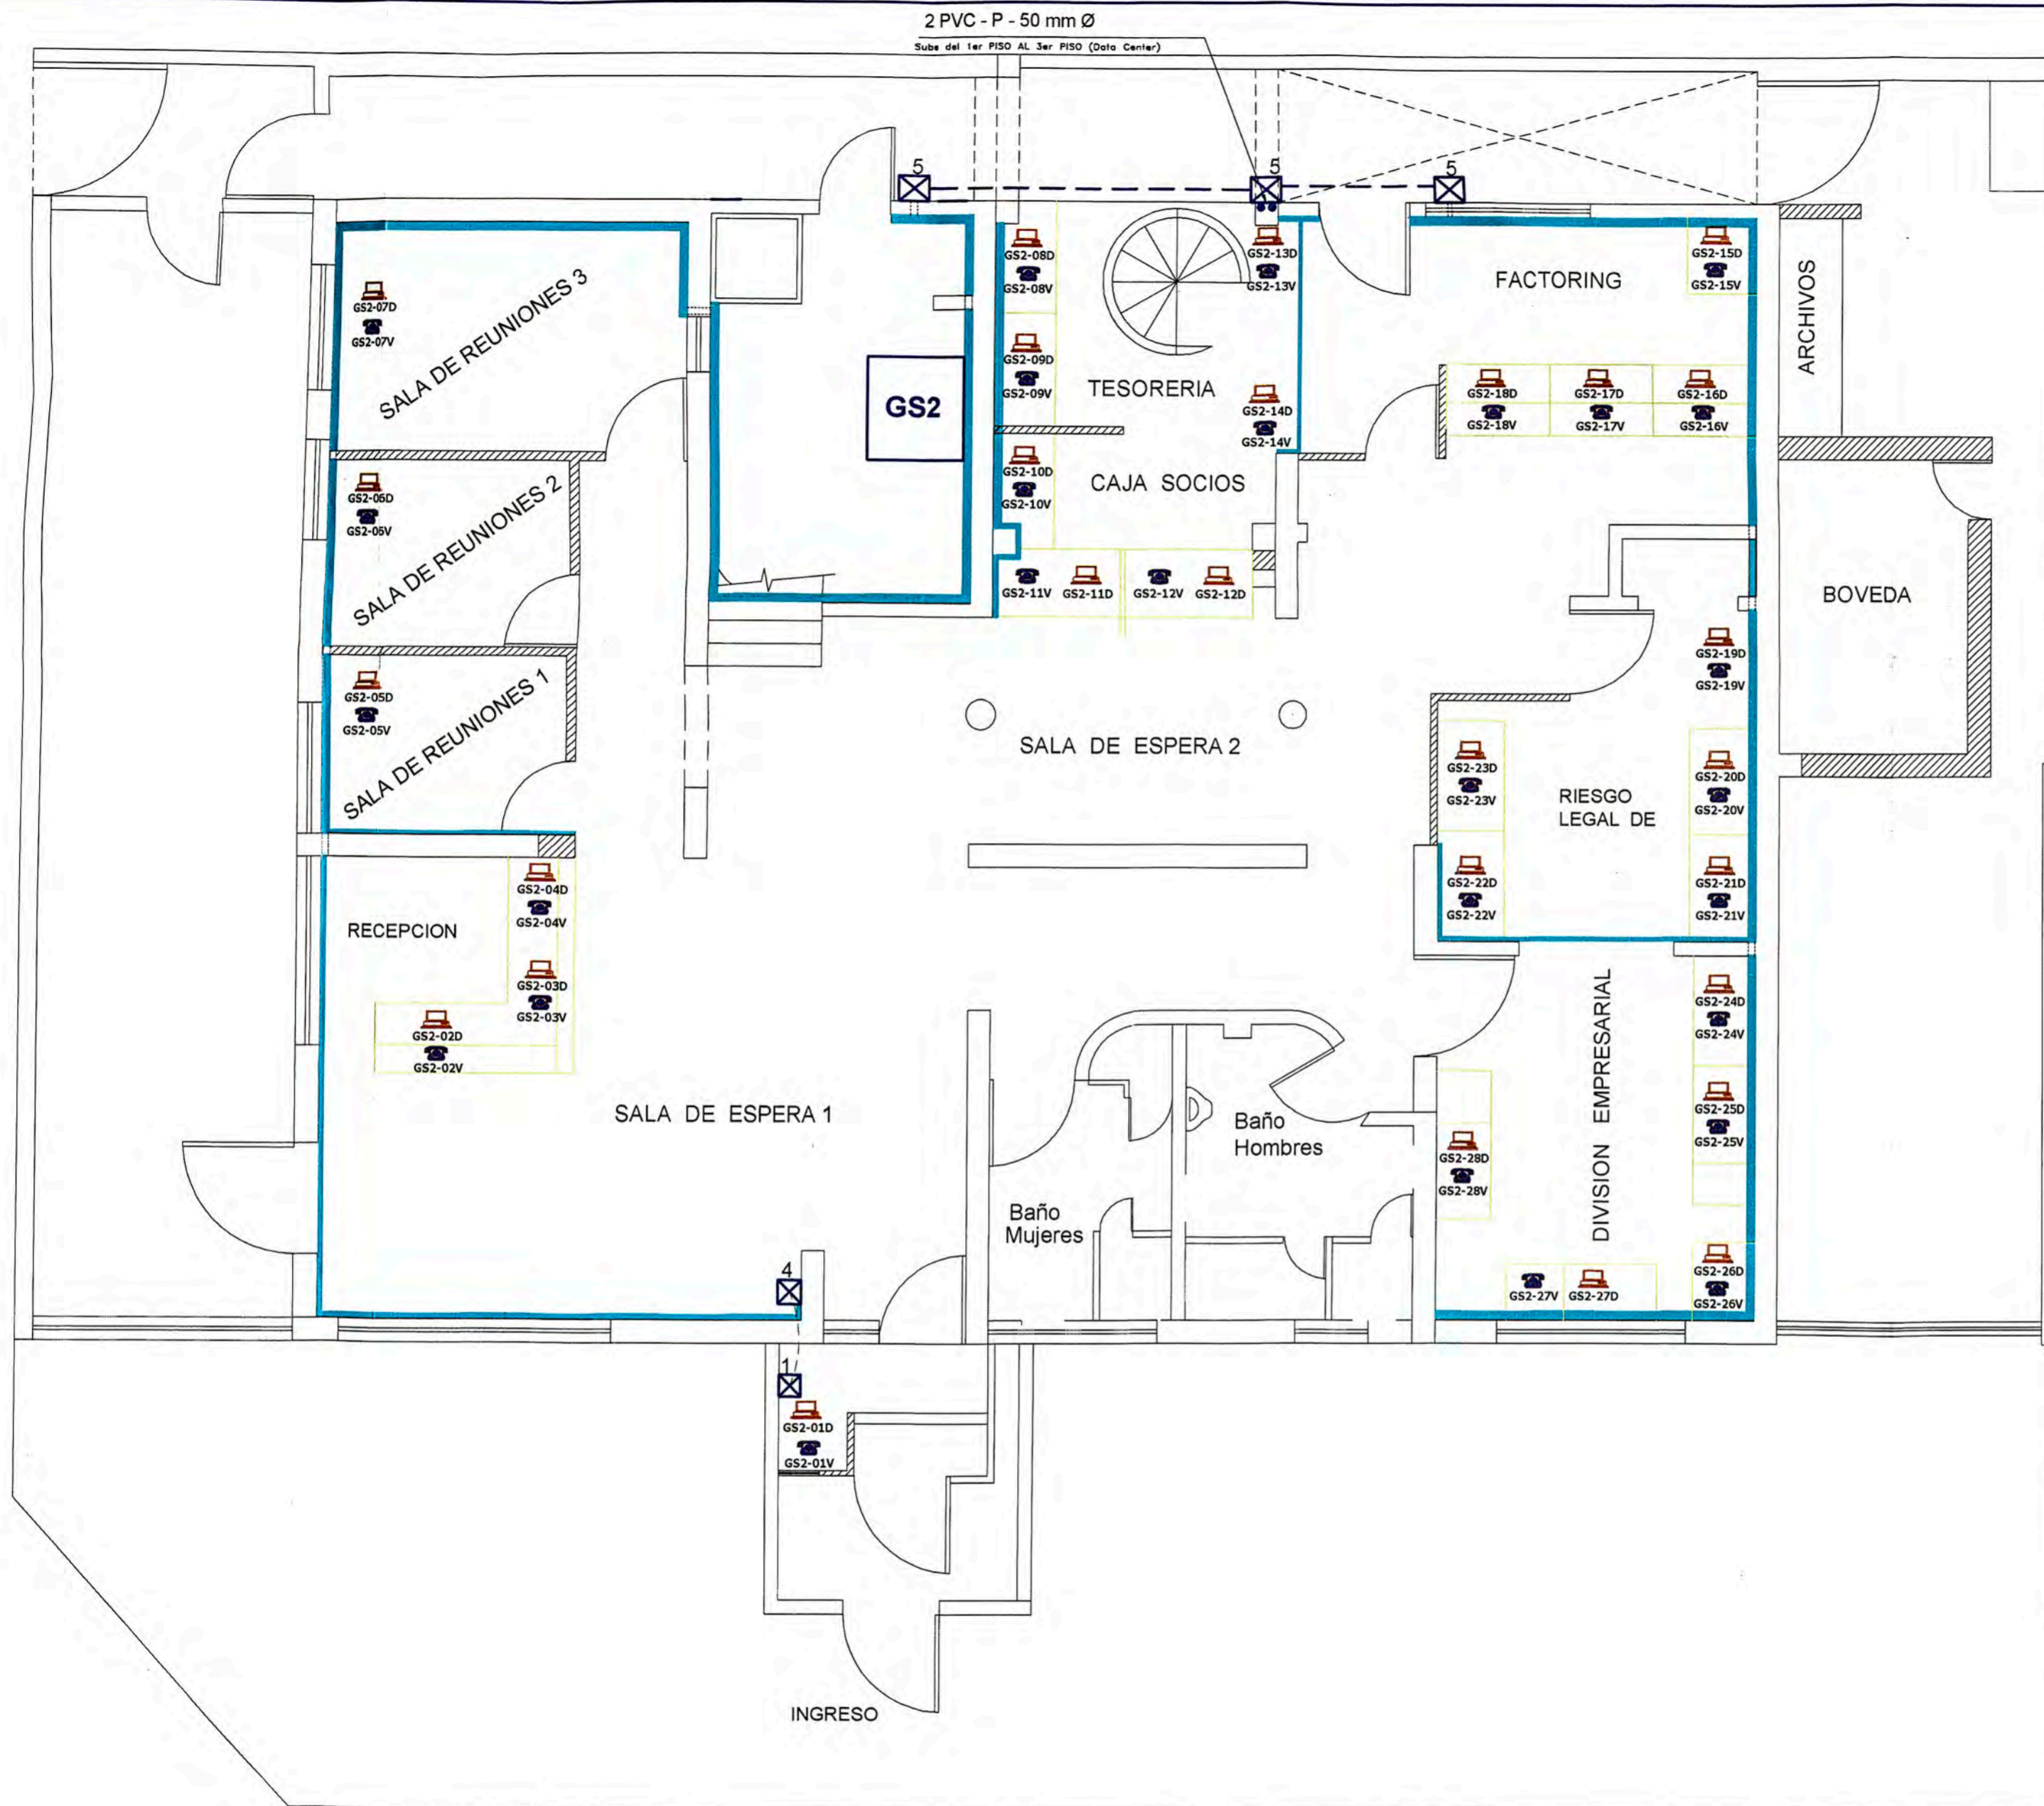 2 PVC - P - 50 mm Ø
Sube del 1er PISO AL 3er PISO (Data Center)
5
5
5
GS2-07D
GS2-07V
SALA DE REUNIONES 3
GS2
GS2-08D
GS2-08V
GS2-09D
GS2-09V
TESORERIA
GS2-13D
GS2-13V
GS2-14D
GS2-14V
FACTORING
GS2-15D
GS2-15V
GS2-18D
GS2-17D
GS2-16D
GS2-18V
GS2-17V
GS2-16V
ARCHIVOS
GS2-06D
GS2-06V
SALA DE REUNIONES 2
GS2-10D
GS2-10V
CAJA SOCIOS
GS2-11V
GS2-11D
GS2-12V
GS2-12D
BOVEDA
GS2-05D
GS2-05V
SALA DE REUNIONES 1
SALA DE ESPERA 2
GS2-19D
GS2-19V
GS2-23D
GS2-23V
RIESGO
LEGAL DE
GS2-20D
GS2-20V
GS2-22D
GS2-22V
GS2-21D
GS2-21V
GS2-04D
GS2-04V
RECEPCION
GS2-03D
GS2-03V
GS2-02D
GS2-02V
SALA DE ESPERA 1
Baño
Hombres
Baño
Mujeres
DIVISION EMPRESARIAL
GS2-24D
GS2-24V
GS2-25D
GS2-25V
GS2-28D
GS2-28V
GS2-27V
GS2-27D
GS2-26D
GS2-26V
4
1
GS2-01D
GS2-01V
INGRESO